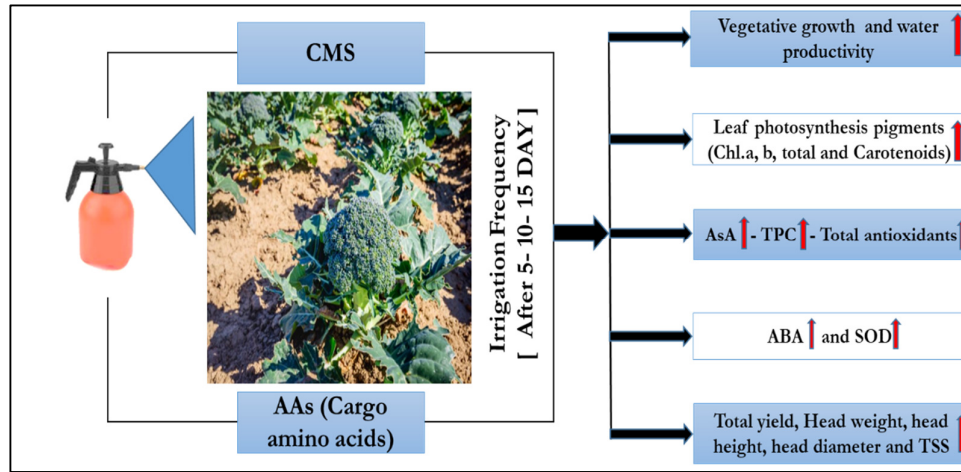 CMS
AAs (Cargo
amino acids)
Irrigation Frequency
[ After 5- 10- 15 DAY ]
Vegetative growth and water
productivity
Leaf photosynthesis pigments
(Chl.a, b, total and Carotenoids)
AsA - TPC - Total antioxidants
ABA and SOD
Total yield, Head weight, head
height, head diameter and TSS